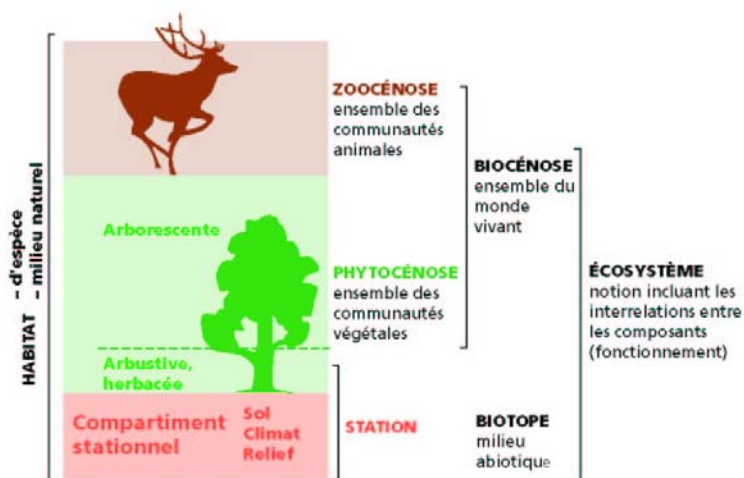 HABITAT – d'espèce
– milieu naturel
ZOOCÉNOSE
ensemble des
communautés
animales
Arborescente
PHYTOCÉNOSE
ensemble des
communautés
végétales
Arbustive,
herbacée
Compartiment
stationnel
Sol
Climat
Relief
STATION
BIOCÉNOSE
ensemble du
monde
vivant
BIOTOPE
milieu
abiotique
ÉCOSYSTÈME
notion incluant les
interrelations entre
les composants
(fonctionnement)